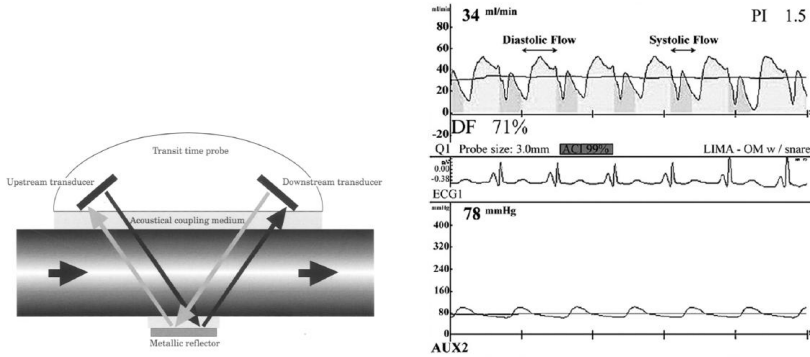 Transit time probe
Upstream transducer
Downstream transducer
Acoustical coupling medium
Metallic reflector
34 ml/min
PI 1.5
Diastolic Flow
Systolic Flow
80
60
40
20
0
-20
DF 71%
Q1 Probe size: 3.0mm ACI 99% LIMA - OM w / snare
0.00
-0.38
ECG1
mmHg
78 mmHg
400
320
240
160
80
0
AUX2